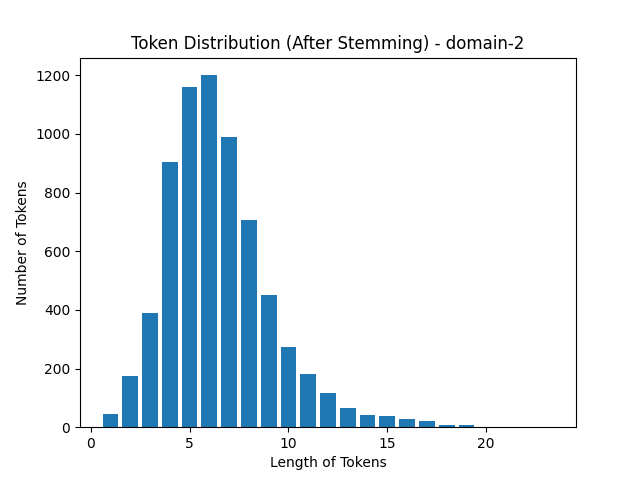 Token Distribution (After Stemming) - domain-2
1200
1000
800
600
400
200
0
Number of Tokens
0 5 10 15 20
Length of Tokens